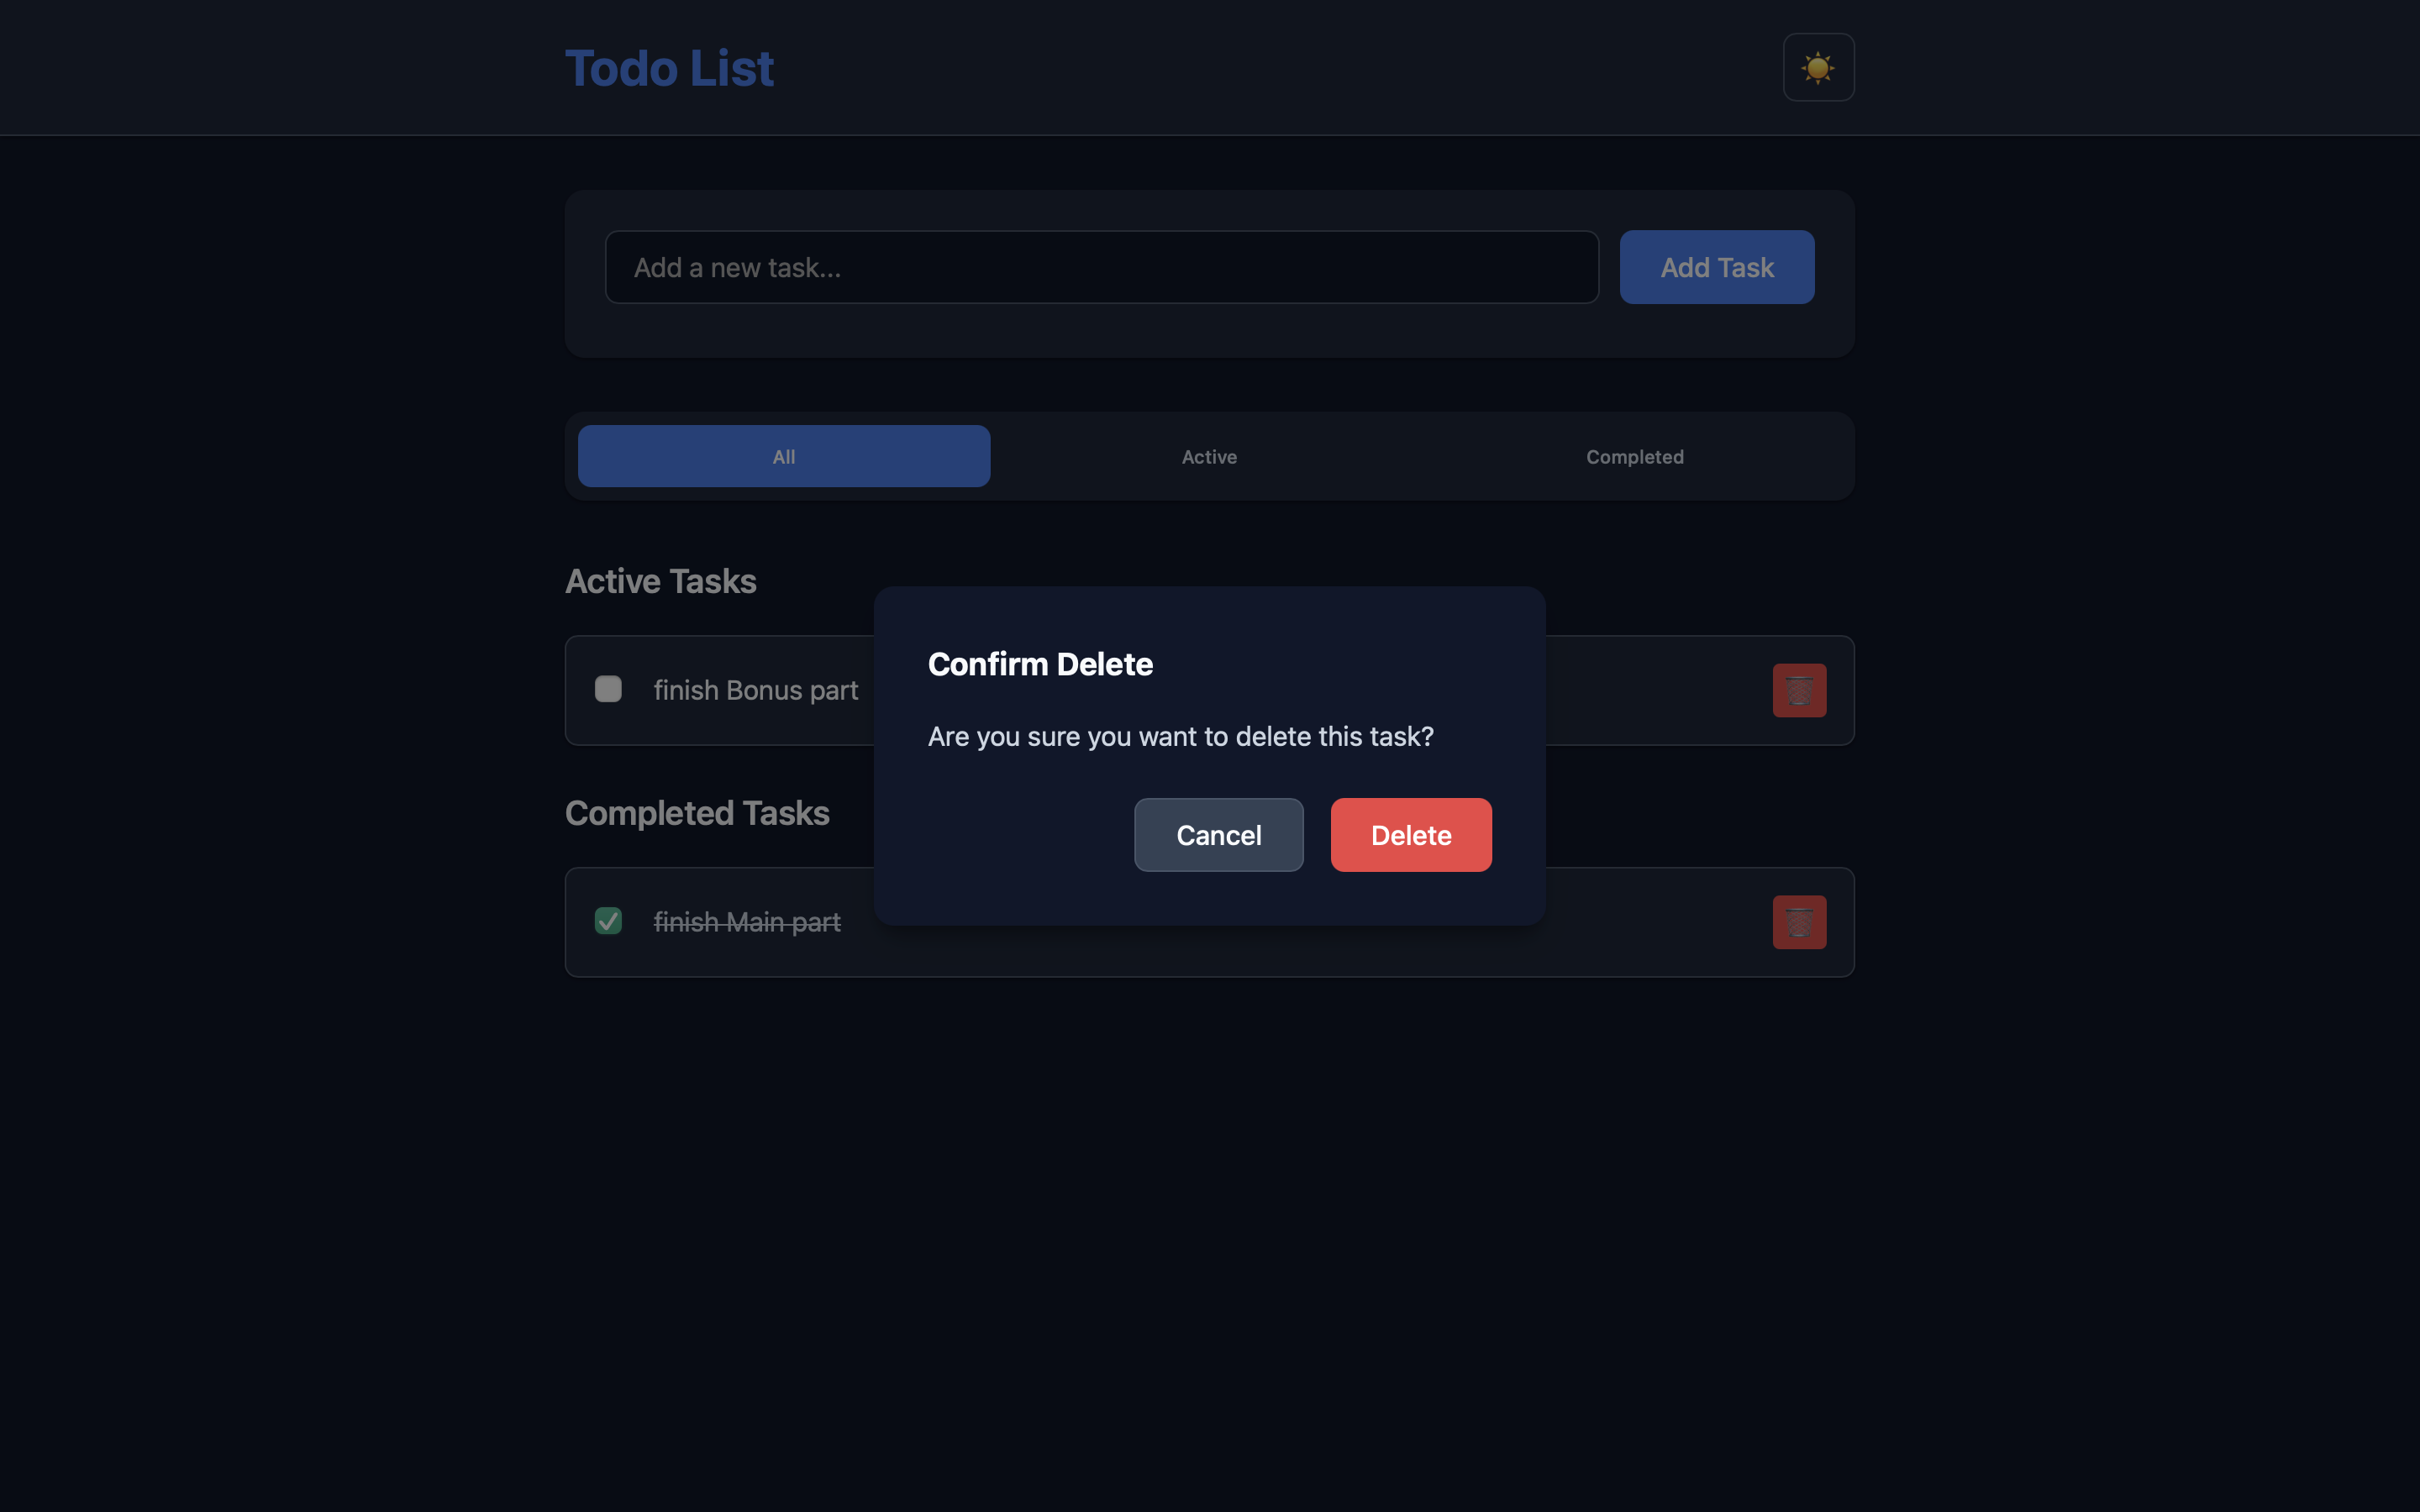 Todo List
Add a new task...
Add Task
All
Active
Completed
Active Tasks
finish Bonus part
Confirm Delete
Are you sure you want to delete this task?
Cancel
Delete
Completed Tasks
finish Main part